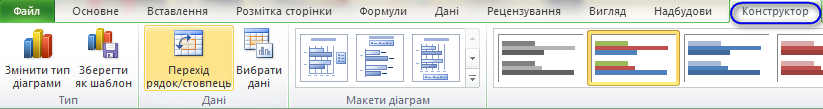 Файл Основне Вставлення Розмітка сторінки Формули Дані Рецензування Вигляд Надбудови Конструктор
Змінити тип діаграми
Зберегти як шаблон
Перехід рядок/стовпець
Вибрати дані
Тип Дані Макети діаграм